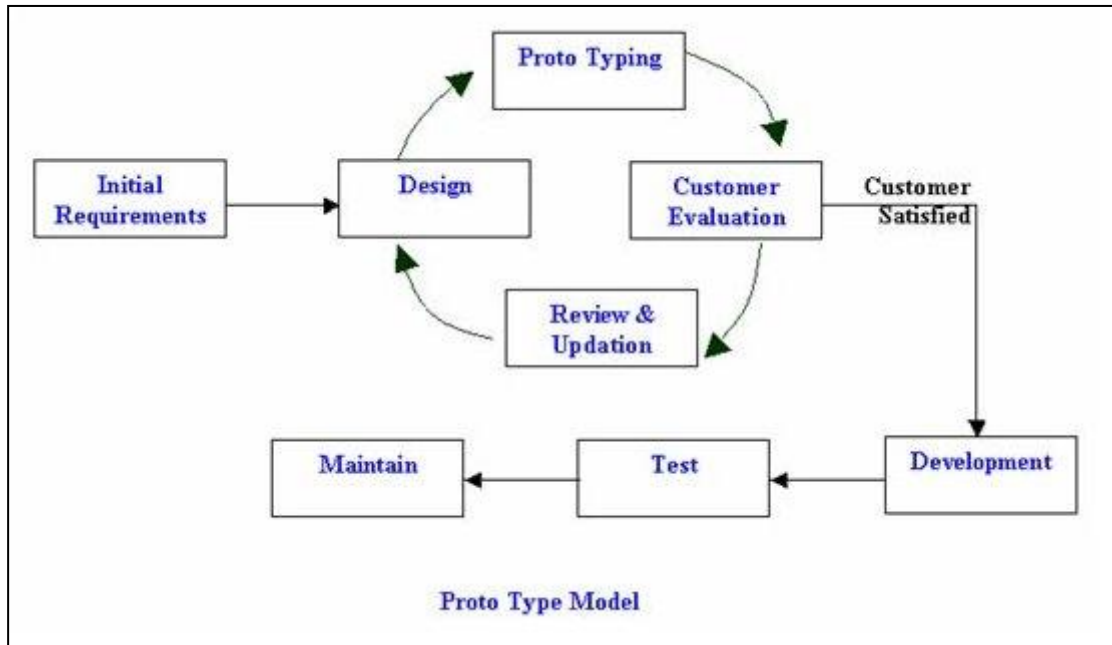 Proto Typing
Initial
Requirements
Design
Customer
Evaluation
Customer
Satisfied
Review &
Updation
Maintain
Test
Development
Proto Type Model